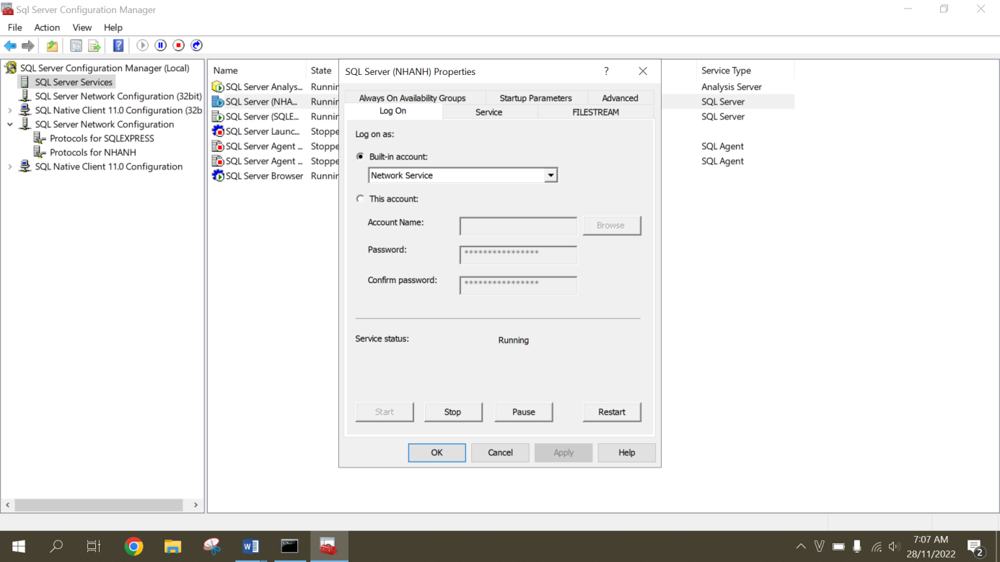 Sql Server Configuration Manager
File Action View Help
SQL Server Configuration Manager (Local)
SQL Server Services
SQL Server Network Configuration (32bit)
SQL Native Client 11.0 Configuration (32b
SQL Server Network Configuration
Protocols for SQLEXPRESS
Protocols for NHANH
SQL Native Client 11.0 Configuration
Name State Service Type
SQL Server Analys... Runnin Analysis Server
SQL Server (NHA... Runnin SQL Server
SQL Server (SQLE... Runnin SQL Server
SQL Server Launc... Stoppe
SQL Server Agent ... Stoppe SQL Agent
SQL Server Agent ... Stoppe SQL Agent
SQL Server Browser Runnin
SQL Server (NHANH) Properties
?
Always On Availability Groups Startup Parameters Advanced
Log On Service FILESTREAM
Log on as:
Built-in account:
Network Service
This account:
Account Name:
Browse
Password:
****************
Confirm password:
****************
Service status: Running
Start Stop Pause Restart
OK Cancel Apply Help
7:07 AM
28/11/2022
2